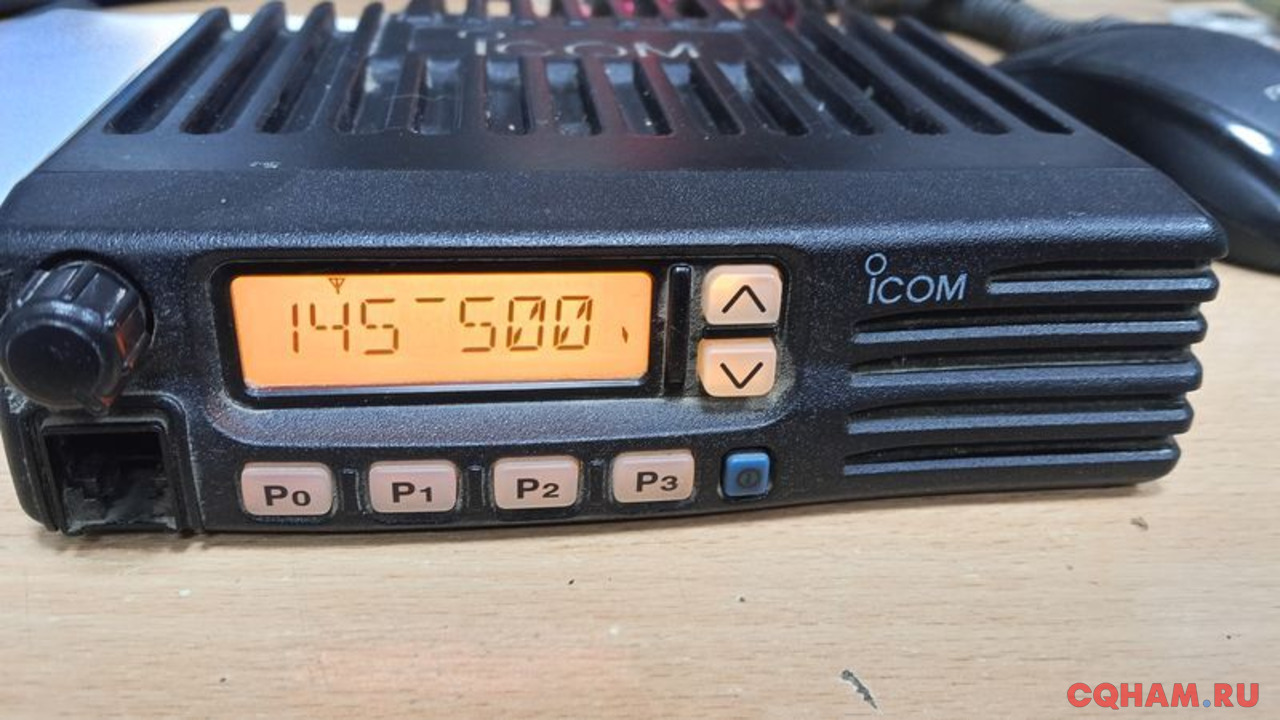 ICOM
145-500
ICOM
P0 P1 P2 P3
CQHAM.RU